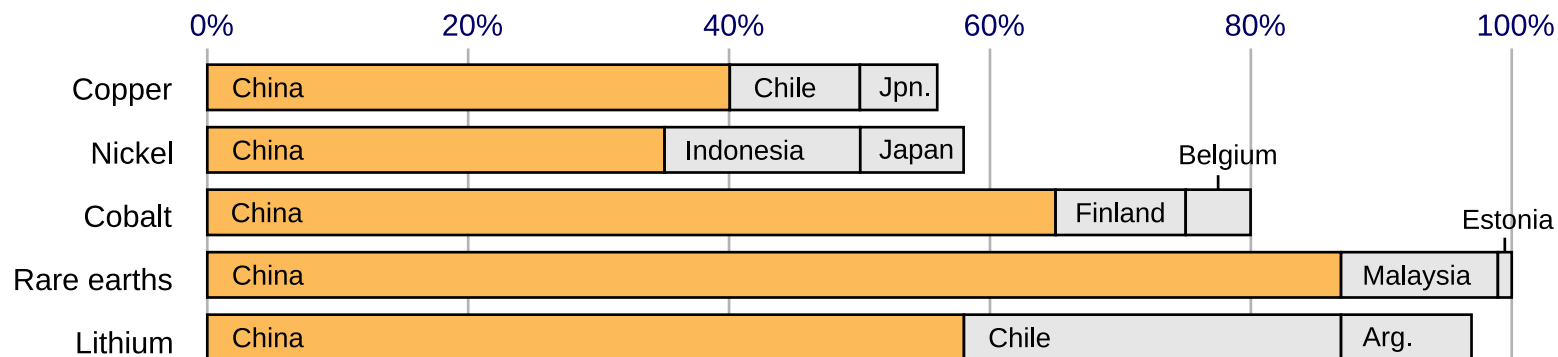 0% 20% 40% 60% 80% 100%
Copper China Chile Jpn.
Nickel China Indonesia Japan
Belgium
Cobalt China Finland
Estonia
Rare earths China Malaysia
Lithium China Chile Arg.